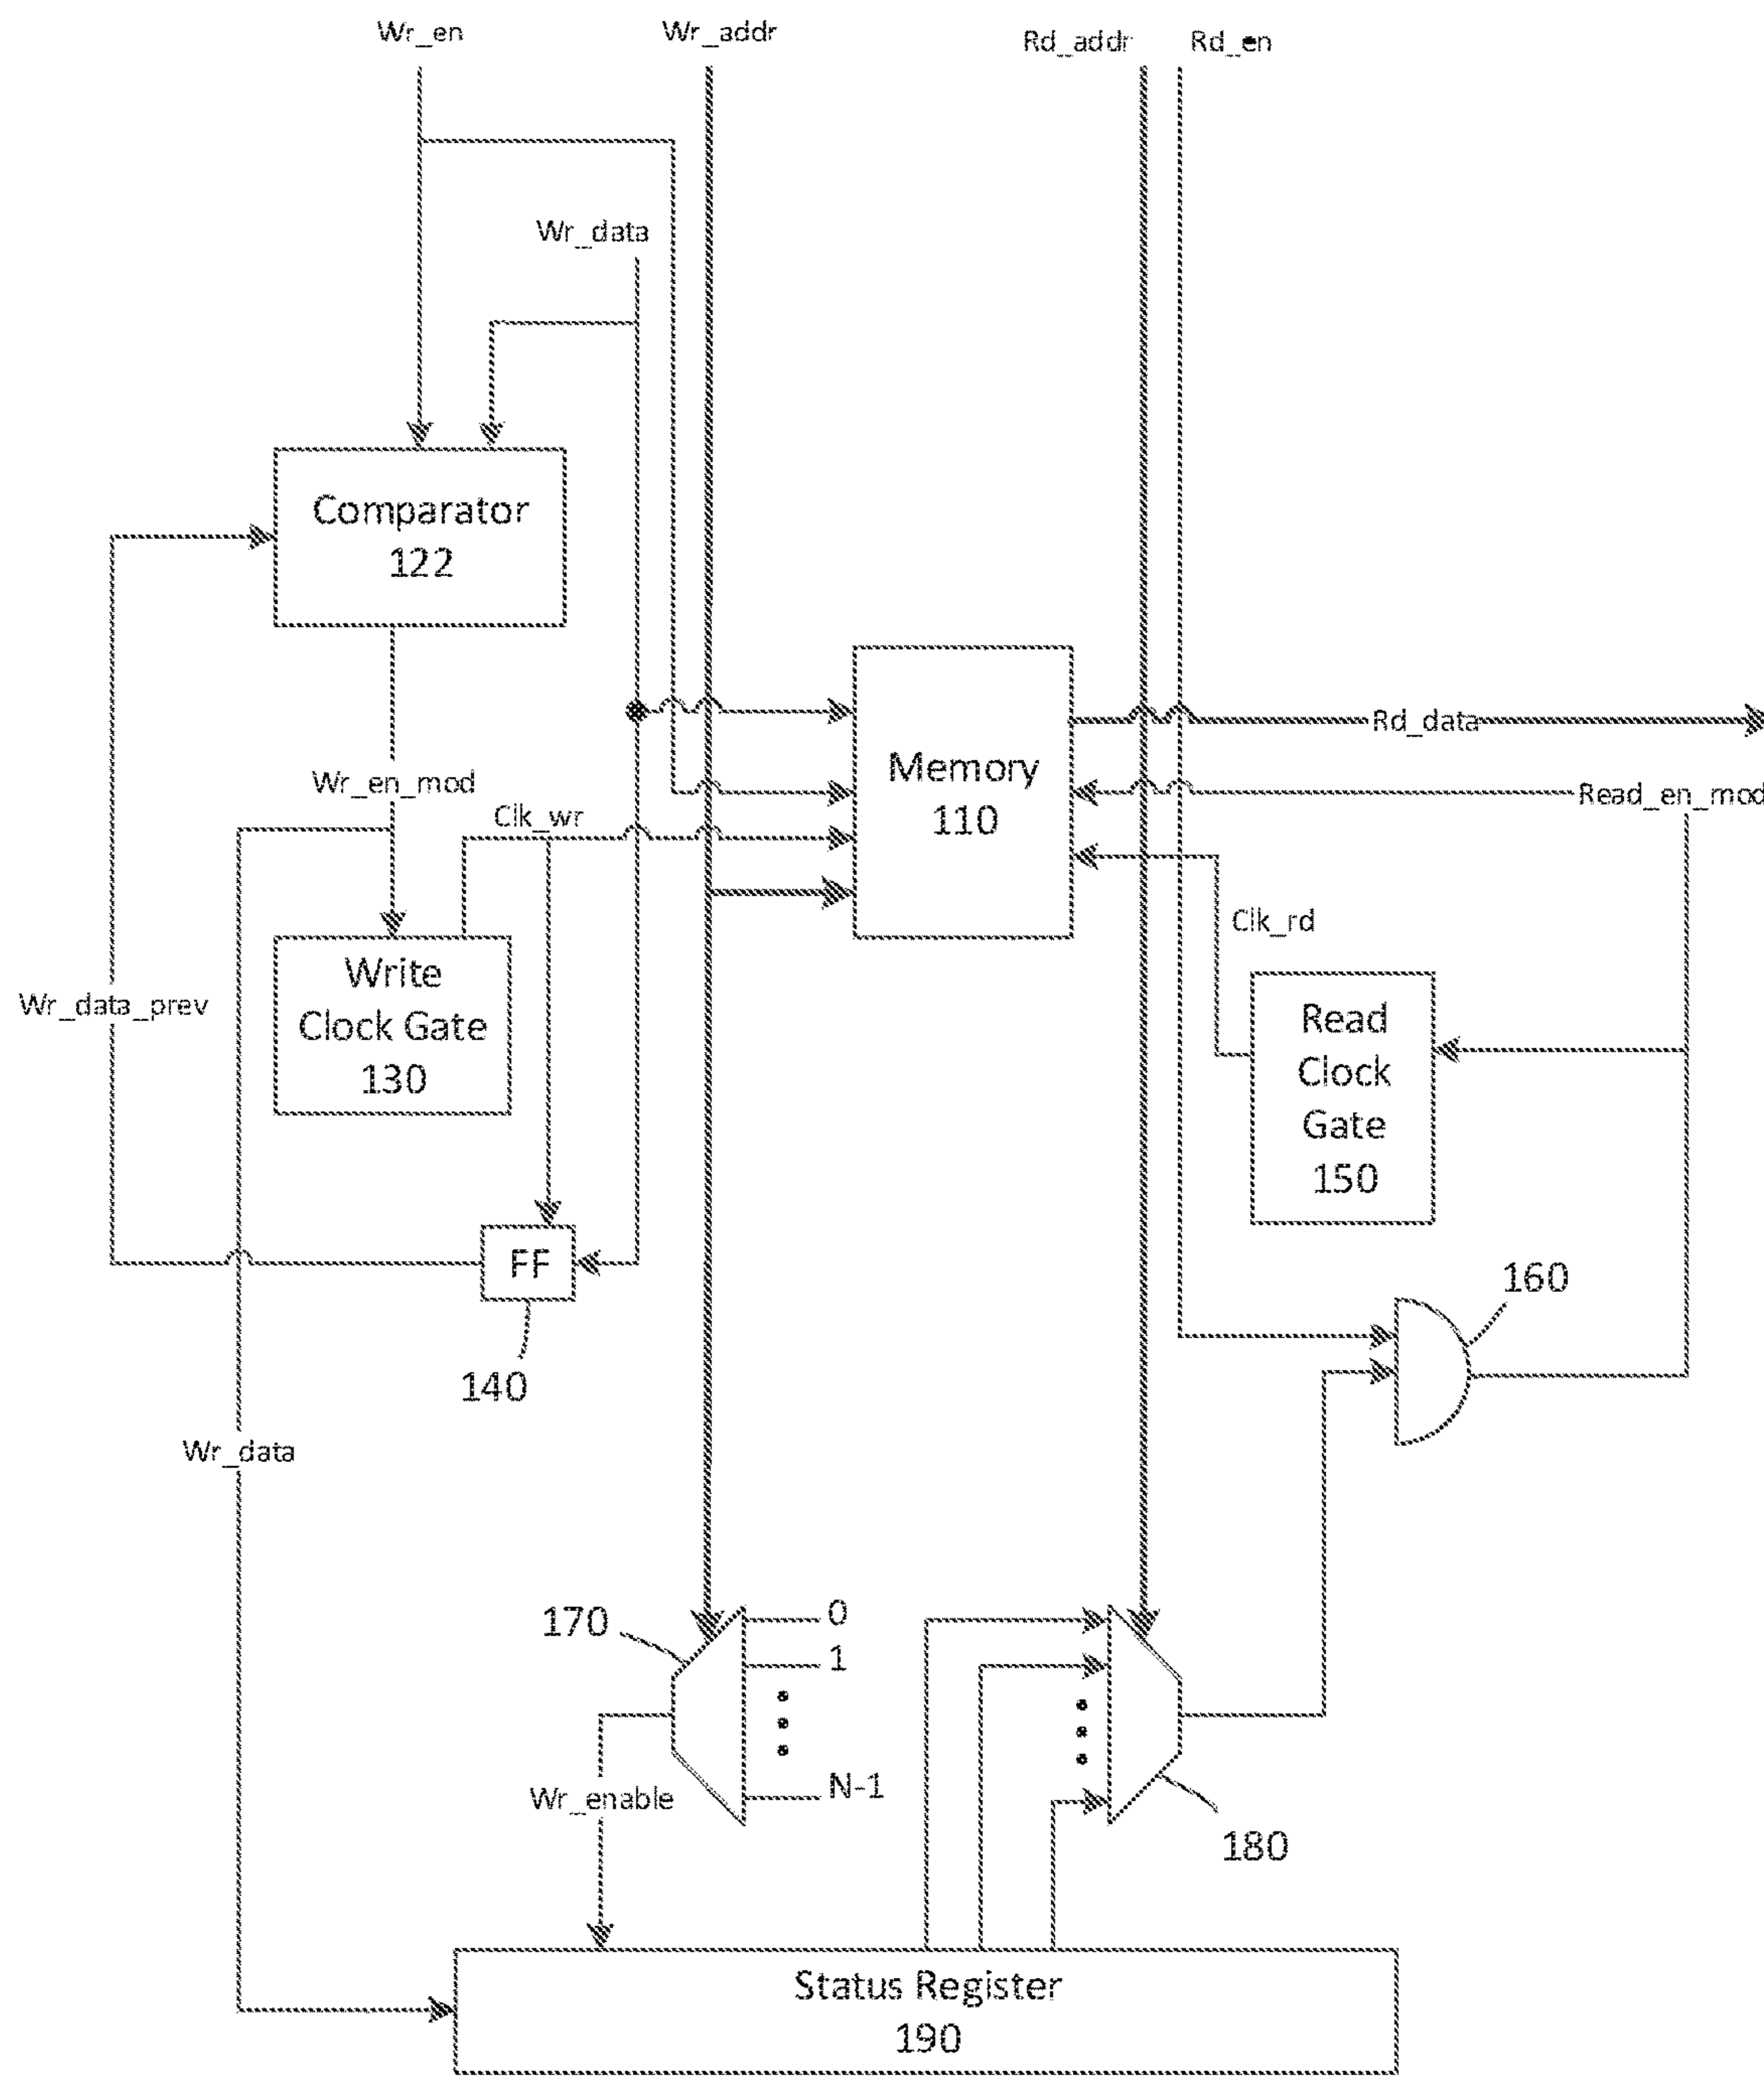 Wr_en
Wr_addr
Rd_addr
Rd_en
Wr_data
Comparator
122
Memory
110
Rd_data
Wr_en_mod
Read_en_mod
Clk_wr
Clk_rd
Write
Clock Gate
130
Wr_data_prev
Read
Clock
Gate
150
FF
160
140
Wr_data
170
0
1
N-1
Wr_enable
180
Status Register
190